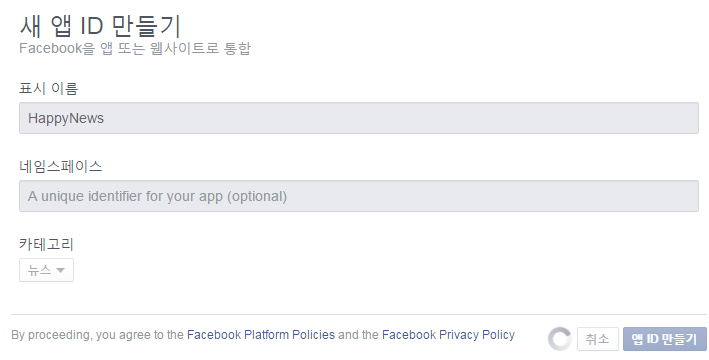 새 앱 ID 만들기
Facebook을 앱 또는 웹사이트로 통합
표시 이름
HappyNews
네임스페이스
A unique identifier for your app (optional)
카테고리
뉴스
By proceeding, you agree to the Facebook Platform Policies and the Facebook Privacy Policy
취소
앱 ID 만들기